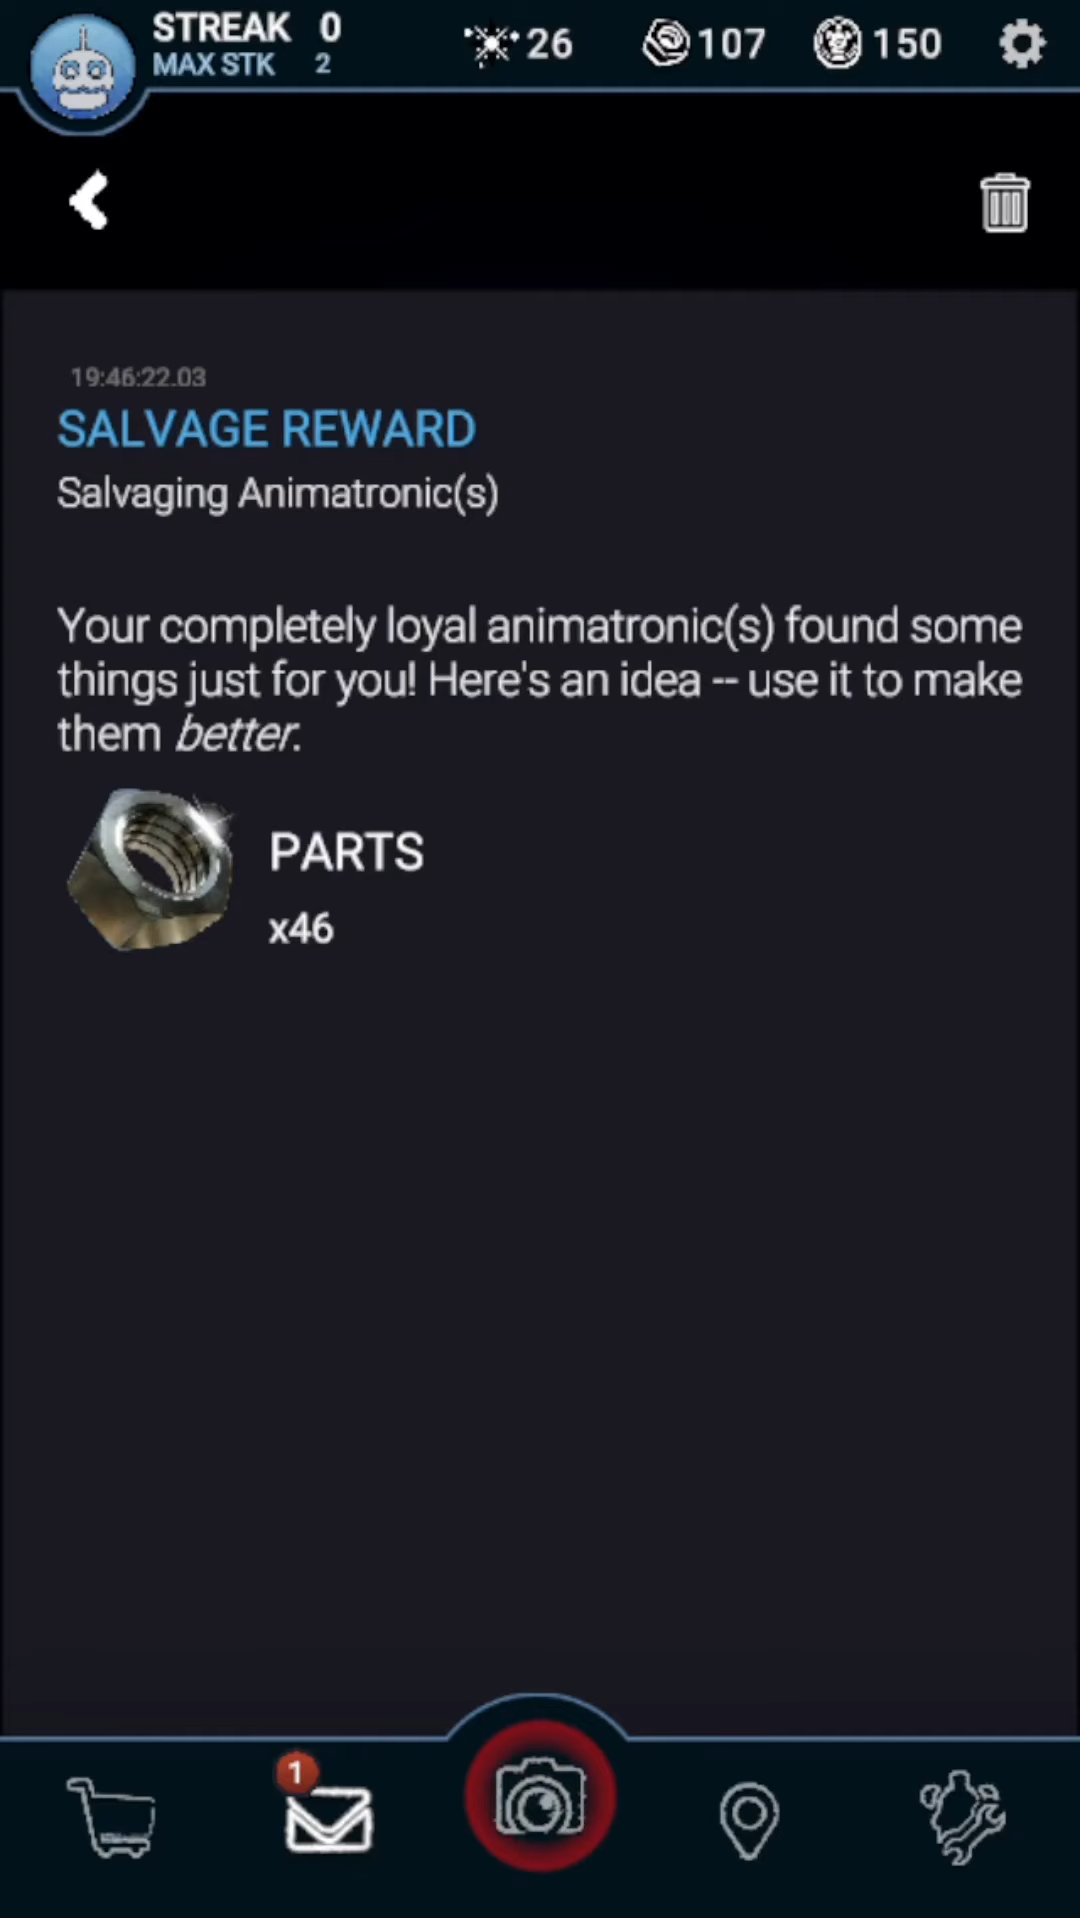 STREAK 0
MAX STK 2
26
107
150
19:46:22.03
SALVAGE REWARD
Salvaging Animatronic(s)
Your completely loyal animatronic(s) found some
things just for you! Here's an idea -- use it to make
them better.
PARTS
x46
1